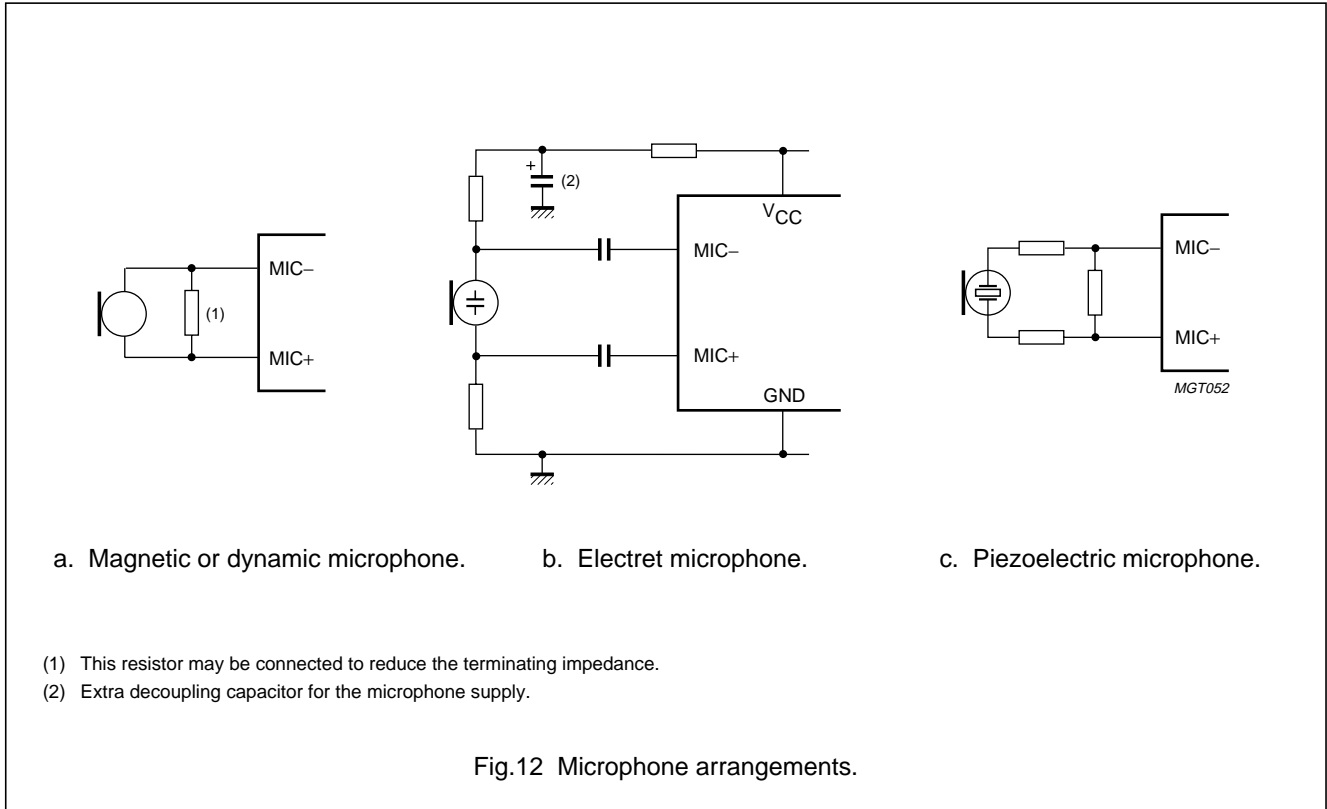 (1)
MIC−
MIC+
+
(2)
VCC
MIC−
MIC+
GND
MIC−
MIC+
MGT052
a. Magnetic or dynamic microphone.
b. Electret microphone.
c. Piezoelectric microphone.
(1) This resistor may be connected to reduce the terminating impedance.
(2) Extra decoupling capacitor for the microphone supply.
Fig.12 Microphone arrangements.